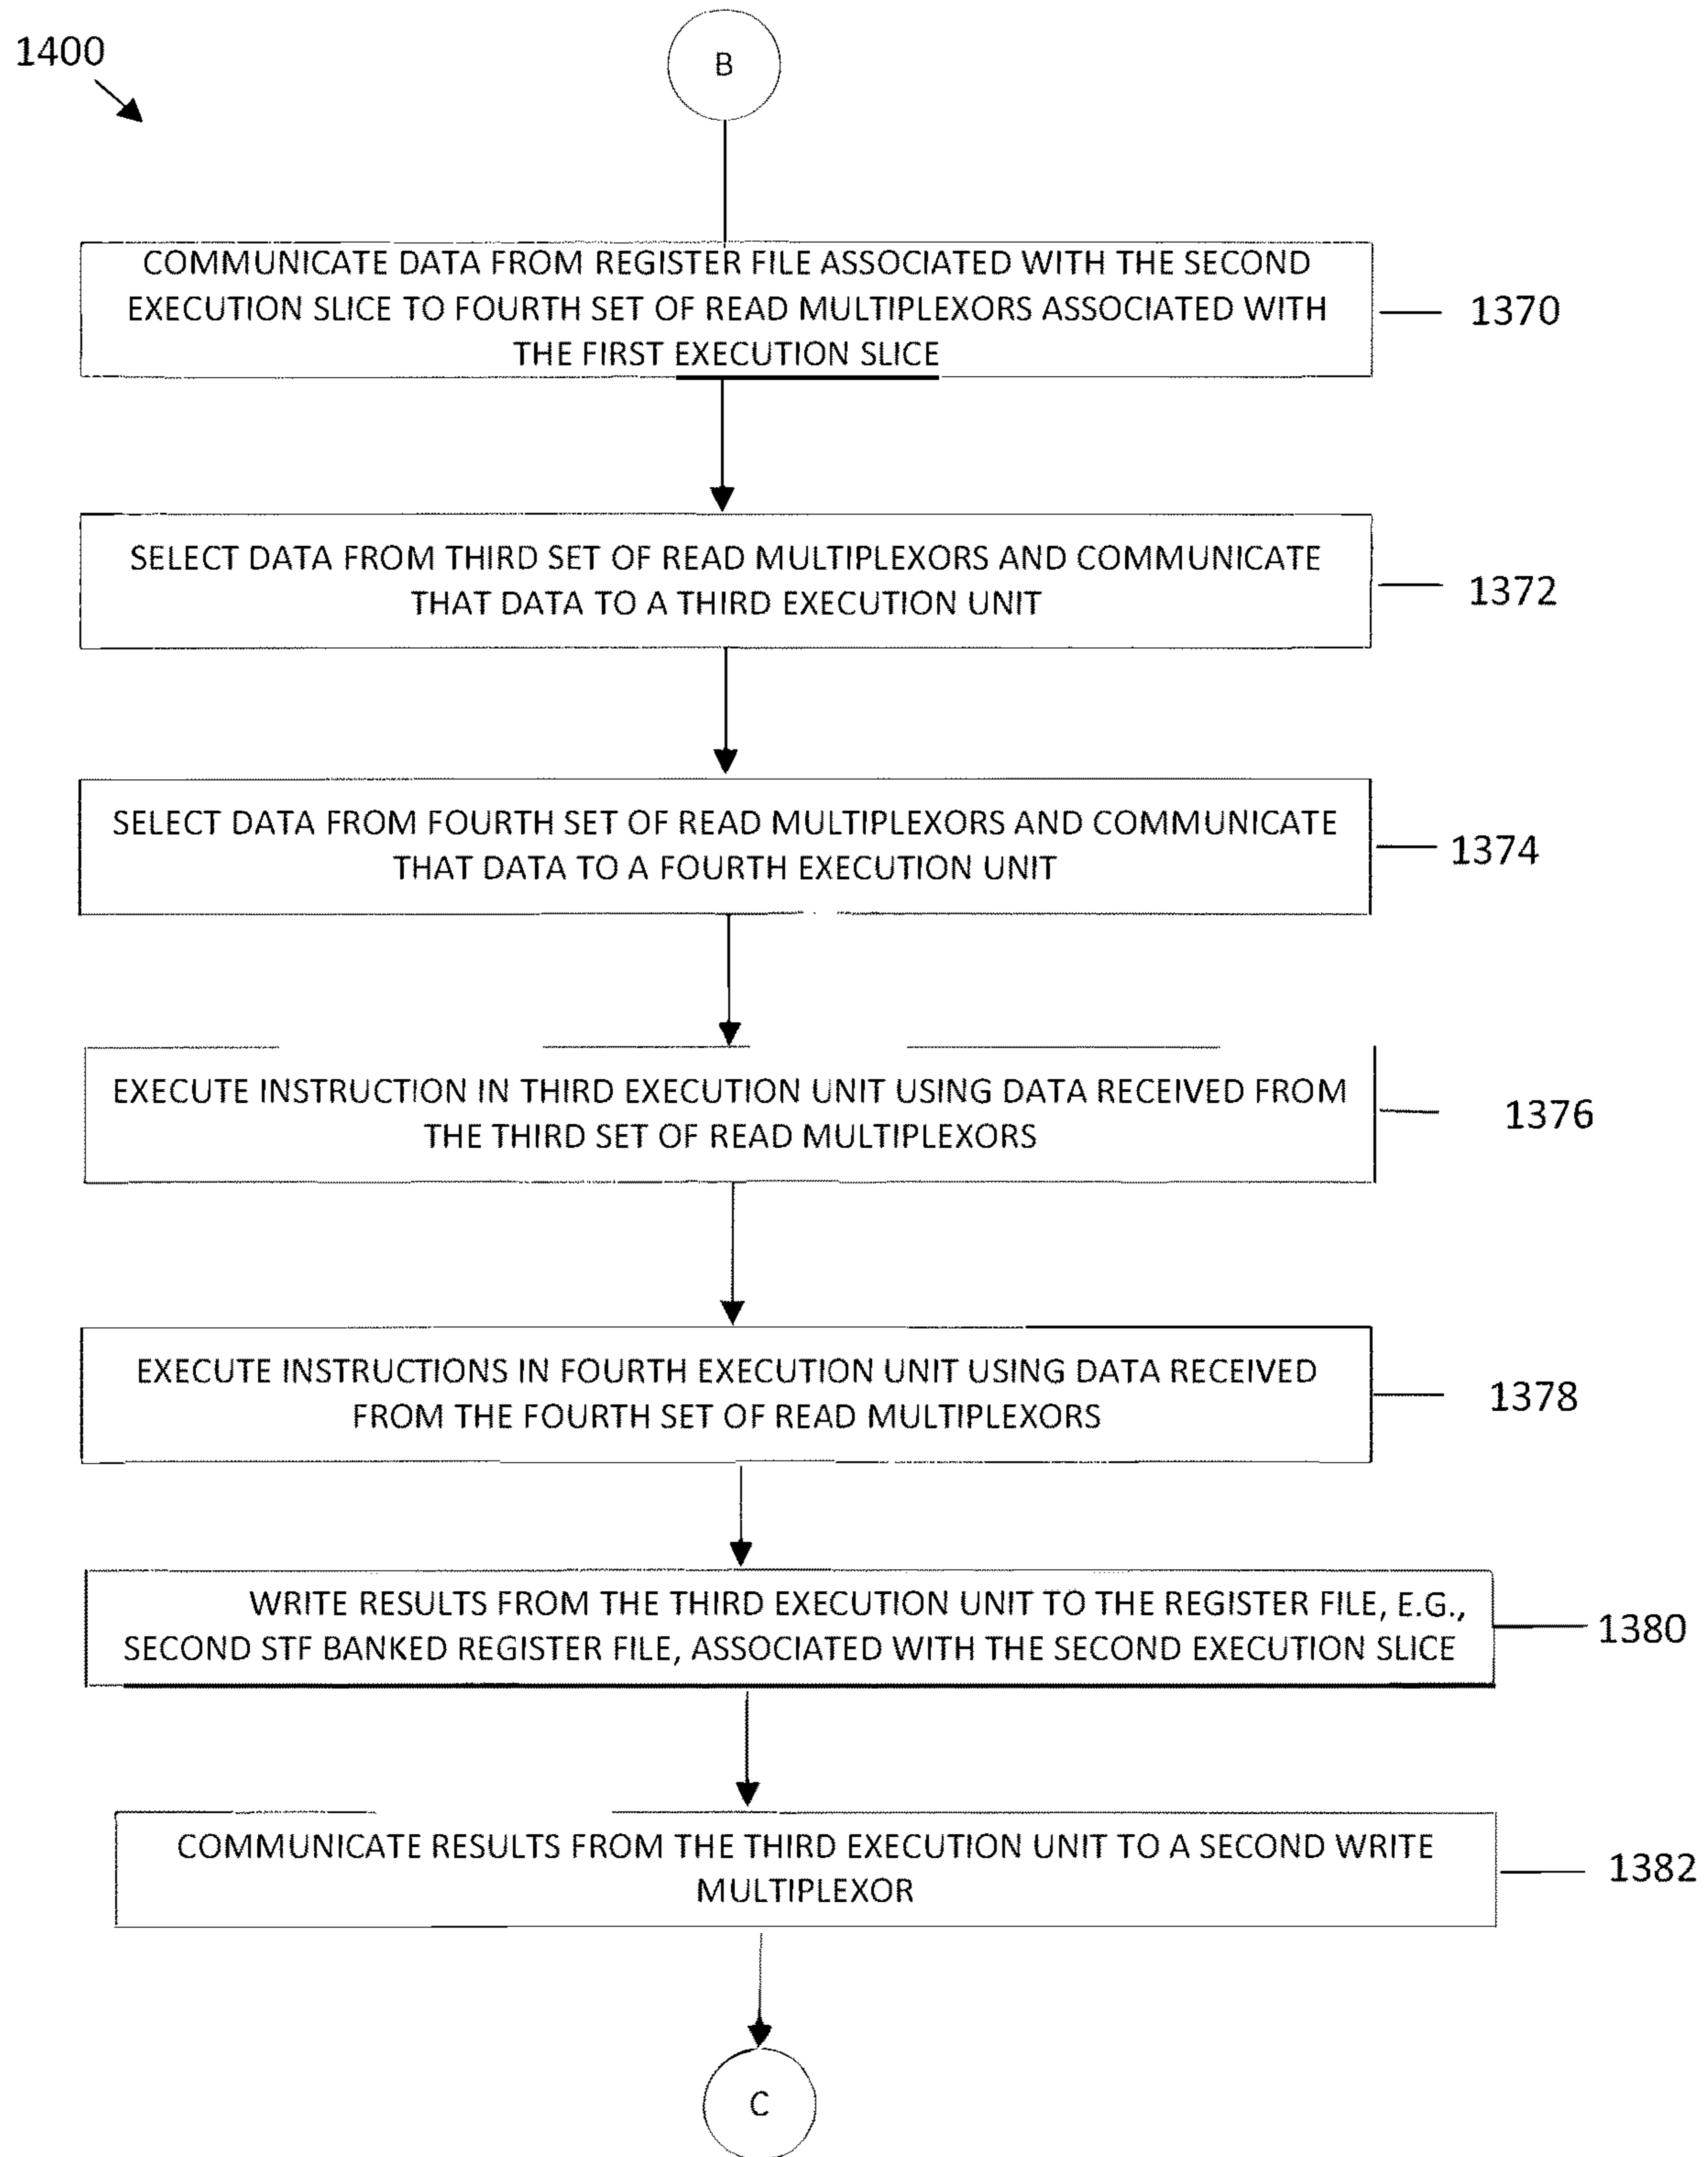 1400
B
COMMUNICATE DATA FROM REGISTER FILE ASSOCIATED WITH THE SECOND
EXECUTION SLICE TO FOURTH SET OF READ MULTIPLEXORS ASSOCIATED WITH
THE FIRST EXECUTION SLICE
1370
SELECT DATA FROM THIRD SET OF READ MULTIPLEXORS AND COMMUNICATE
THAT DATA TO A THIRD EXECUTION UNIT
1372
SELECT DATA FROM FOURTH SET OF READ MULTIPLEXORS AND COMMUNICATE
THAT DATA TO A FOURTH EXECUTION UNIT
1374
EXECUTE INSTRUCTION IN THIRD EXECUTION UNIT USING DATA RECEIVED FROM
THE THIRD SET OF READ MULTIPLEXORS
1376
EXECUTE INSTRUCTIONS IN FOURTH EXECUTION UNIT USING DATA RECEIVED
FROM THE FOURTH SET OF READ MULTIPLEXORS
1378
WRITE RESULTS FROM THE THIRD EXECUTION UNIT TO THE REGISTER FILE, E.G.,
SECOND STF BANKED REGISTER FILE, ASSOCIATED WITH THE SECOND EXECUTION SLICE
1380
COMMUNICATE RESULTS FROM THE THIRD EXECUTION UNIT TO A SECOND WRITE
MULTIPLEXOR
1382
C